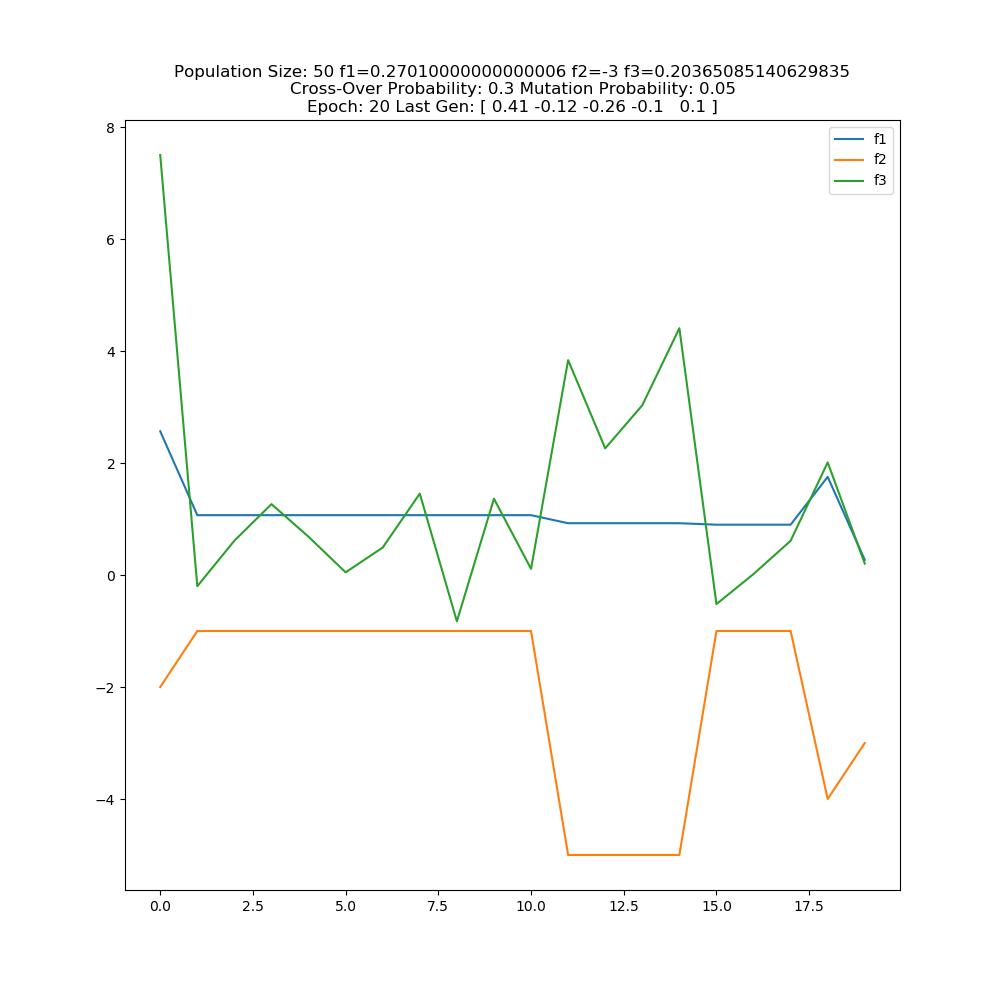 Population Size: 50 f1=0.27010000000000006 f2=-3 f3=0.20365085140629835
Cross-Over Probability: 0.3 Mutation Probability: 0.05
Epoch: 20 Last Gen: [ 0.41 -0.12 -0.26 -0.1   0.1 ]
8
6
4
2
0
−2
−4
f1
f2
f3
0.0 2.5 5.0 7.5 10.0 12.5 15.0 17.5